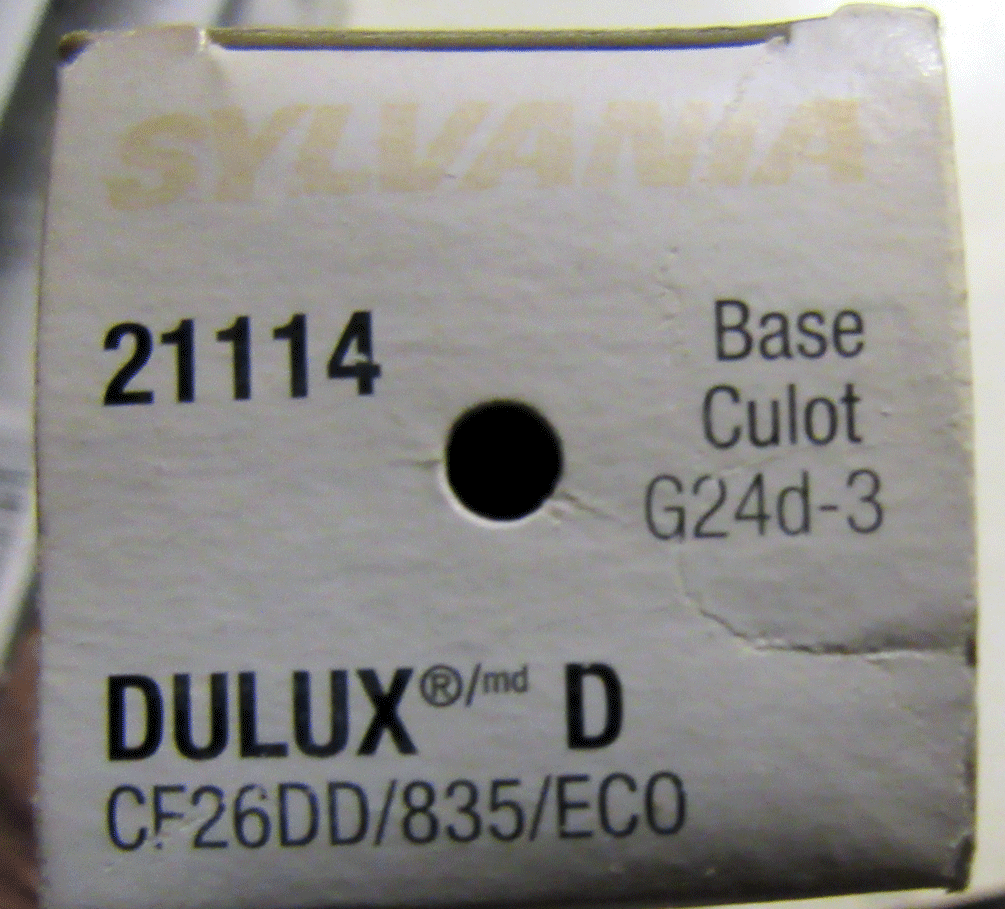 SYLVANIA
21114
Base
Culot
G24d-3
DULUX®/md D
CF26DD/835/ECO